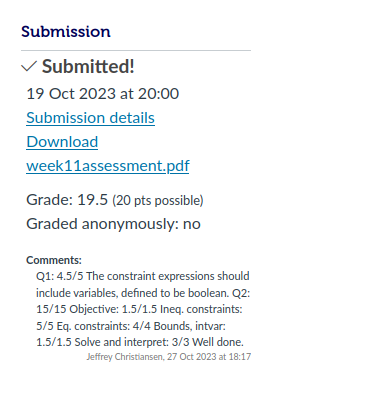 Submission
Submitted!
19 Oct 2023 at 20:00
Submission details
Download
week11assessment.pdf
Grade: 19.5 (20 pts possible)
Graded anonymously: no
Comments:
Q1: 4.5/5 The constraint expressions should
include variables, defined to be boolean. Q2:
15/15 Objective: 1.5/1.5 Ineq. constraints:
5/5 Eq. constraints: 4/4 Bounds, intvar:
1.5/1.5 Solve and interpret: 3/3 Well done.
Jeffrey Christiansen, 27 Oct 2023 at 18:17